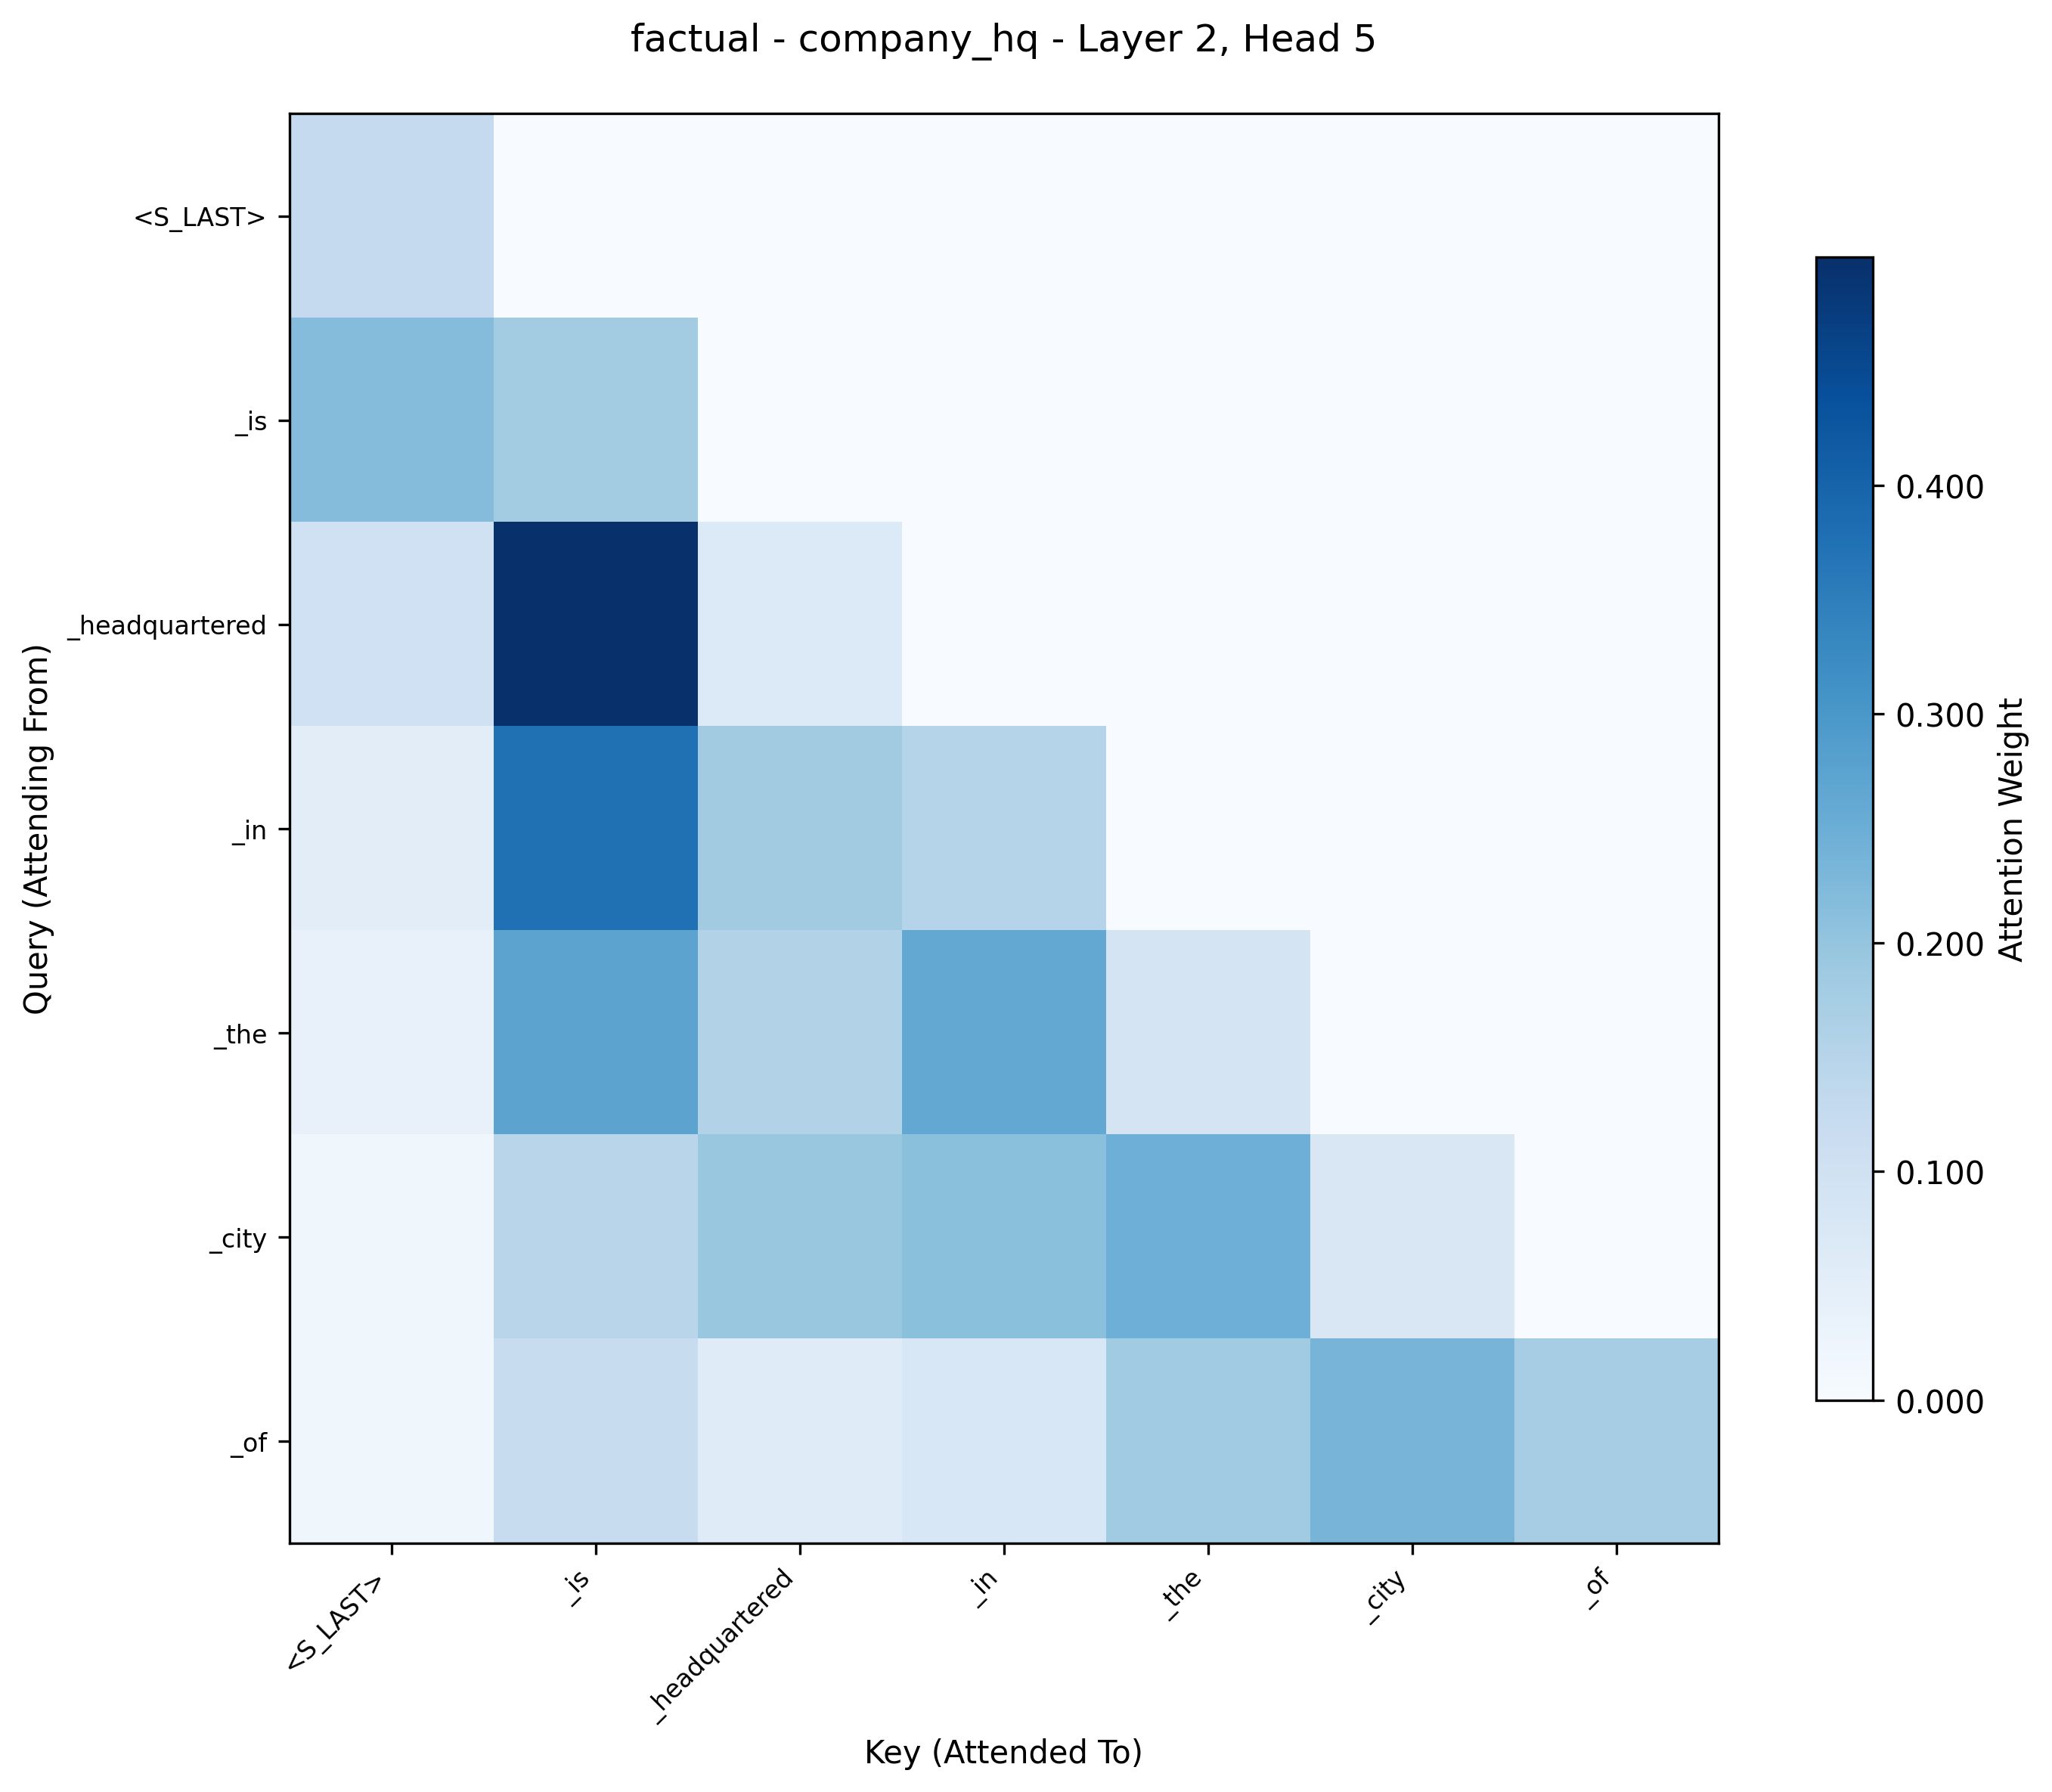 factual - company_hq - Layer 2, Head 5
Query (Attending From)
<S_LAST>
_is
_headquartered
_in
_the
_city
_of
<S_LAST>
_is
_headquartered
_in
_the
_city
_of
Key (Attended To)
0.400
0.300
0.200
0.100
0.000
Attention Weight